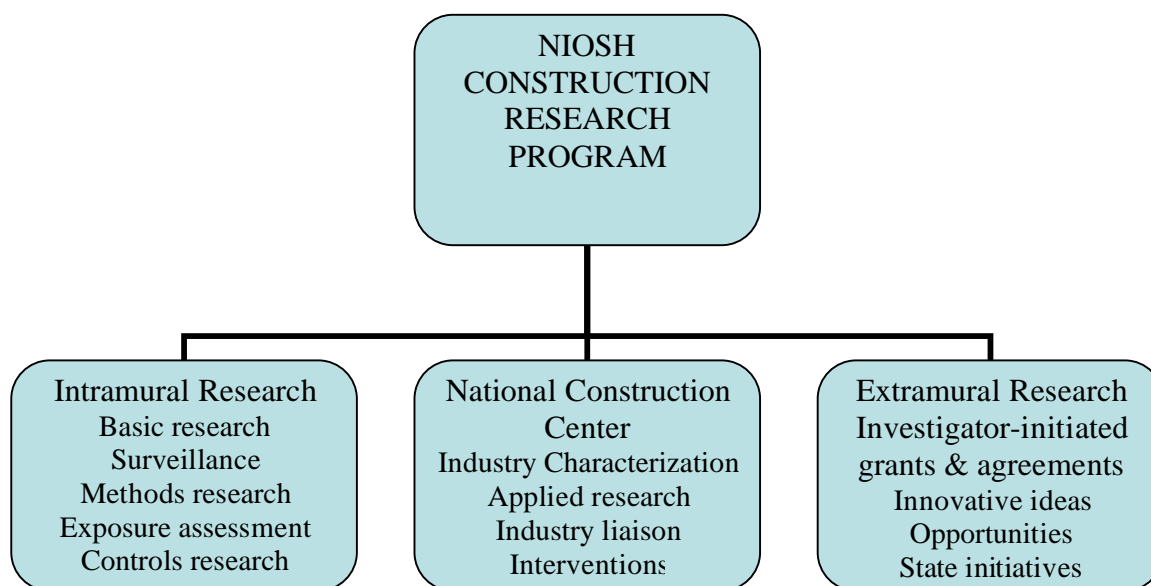 NIOSH
CONSTRUCTION
RESEARCH
PROGRAM
Intramural Research
Basic research
Surveillance
Methods research
Exposure assessment
Controls research
National Construction
Center
Industry Characterization
Applied research
Industry liaison
Interventions
Extramural Research
Investigator-initiated
grants & agreements
Innovative ideas
Opportunities
State initiatives